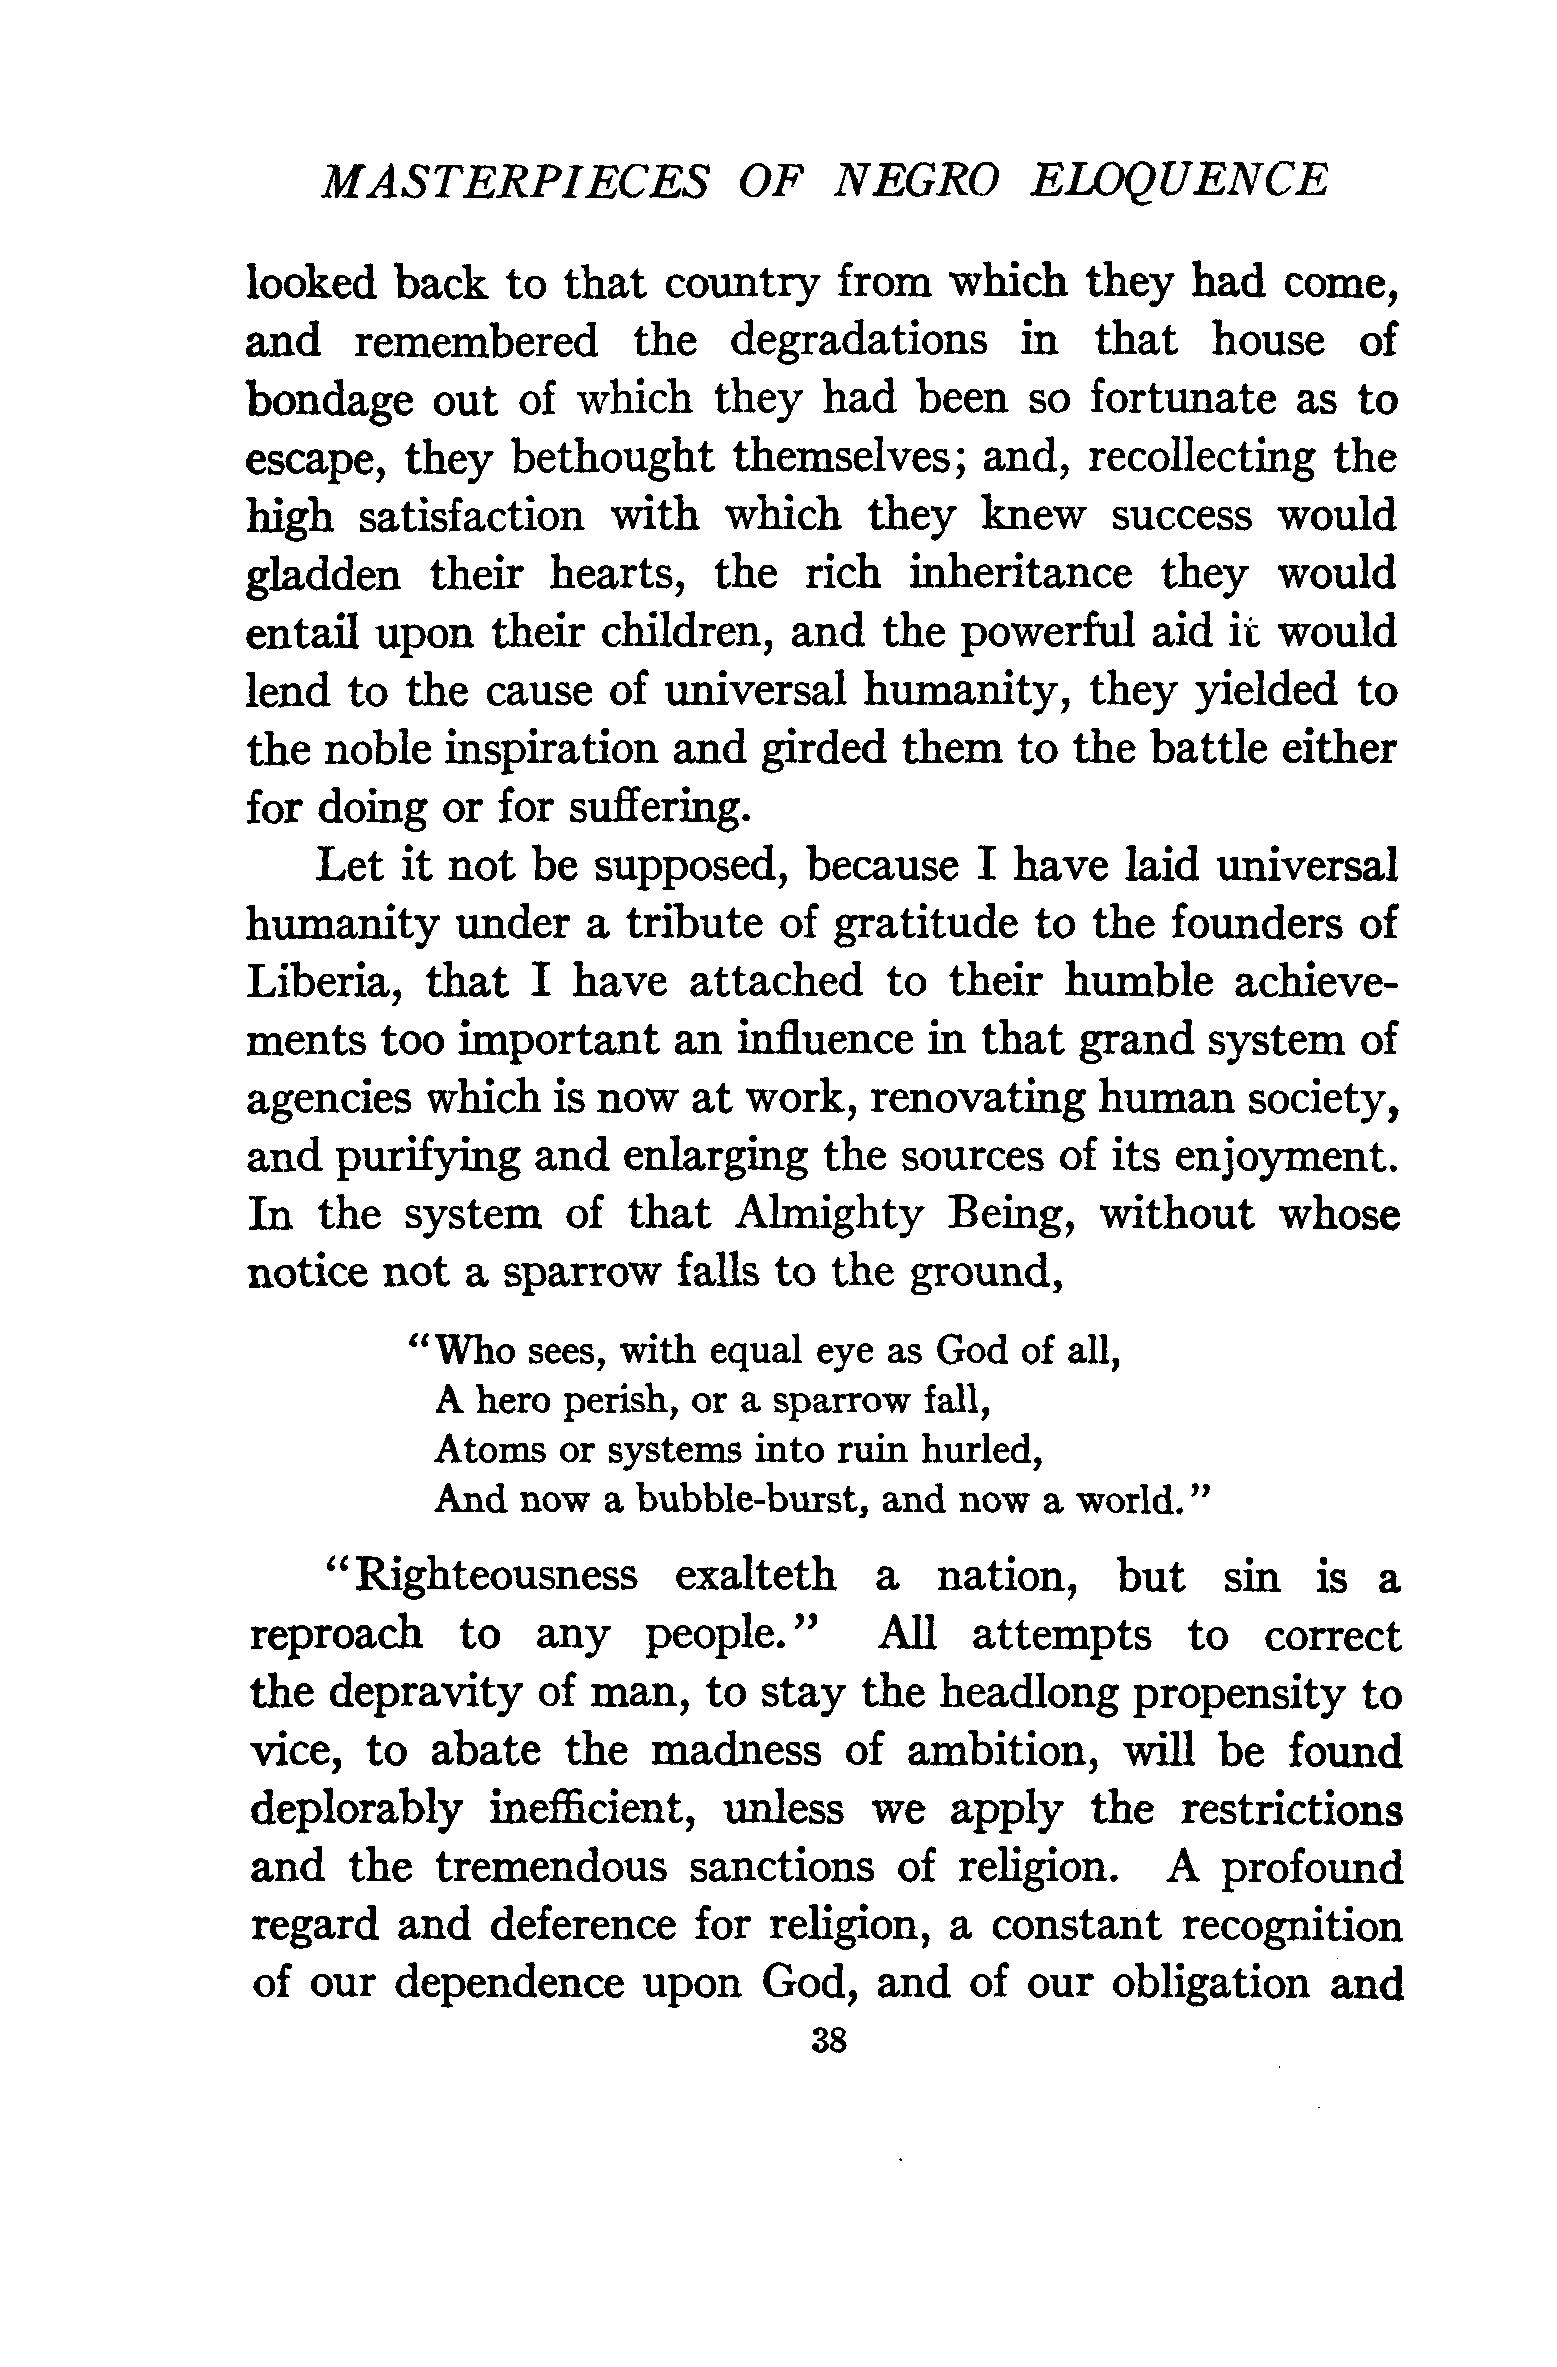 MASTERPIECES OF NEGRO ELOQUENCE
looked back to that country from which they had come,
and remembered the degradations in that house of
bondage out of which they had been so fortunate as to
escape, they bethought themselves; and, recollecting the
high satisfaction with which they knew success would
gladden their hearts, the rich inheritance they would
entail upon their children, and the powerful aid it would
lend to the cause of universal humanity, they yielded to
the noble inspiration and girded them to the battle either
for doing or for suffering.
Let it not be supposed, because I have laid universal
humanity under a tribute of gratitude to the founders of
Liberia, that I have attached to their humble achieve-
ments too important an influence in that grand system of
agencies which is now at work, renovating human society,
and purifying and enlarging the sources of its enjoyment.
In the system of that Almighty Being, without whose
notice not a sparrow falls to the ground,
"Who sees, with equal eye as God of all,
A hero perish, or a sparrow fall,
Atoms or systems into ruin hurled,
And now a bubble-burst, and now a world."
"Righteousness exalteth a nation, but sin is a
reproach to any people." All attempts to correct
the depravity of man, to stay the headlong propensity to
vice, to abate the madness of ambition, will be found
deplorably inefficient, unless we apply the restrictions
and the tremendous sanctions of religion. A profound
regard and deference for religion, a constant recognition
of our dependence upon God, and of our obligation and
38